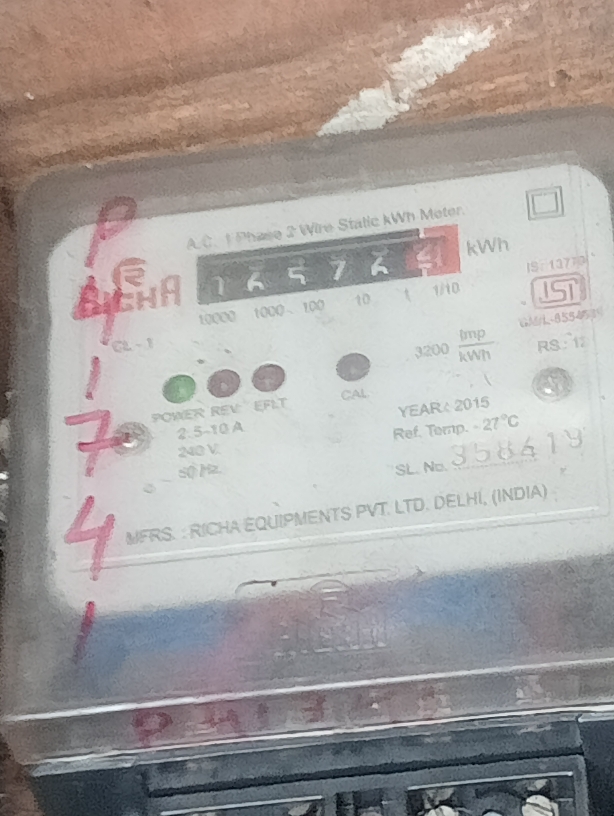 A.C. 1 Phase 2 Wire Static kWh Meter.
kWh
RICHA
10000 1000 100 10 1 1/10
IS: 13779
ISI
CL - 1
3200 Imp/kWh
RS.: 12
POWER REV EFLT
CAL
2.5-10 A
240 V
50 Hz
YEAR : 2015
Ref. Temp. - 27°C
SL. No. 358419
MFRS. : RICHA EQUIPMENTS PVT. LTD. DELHI, (INDIA)
P
4
1
7
4
1